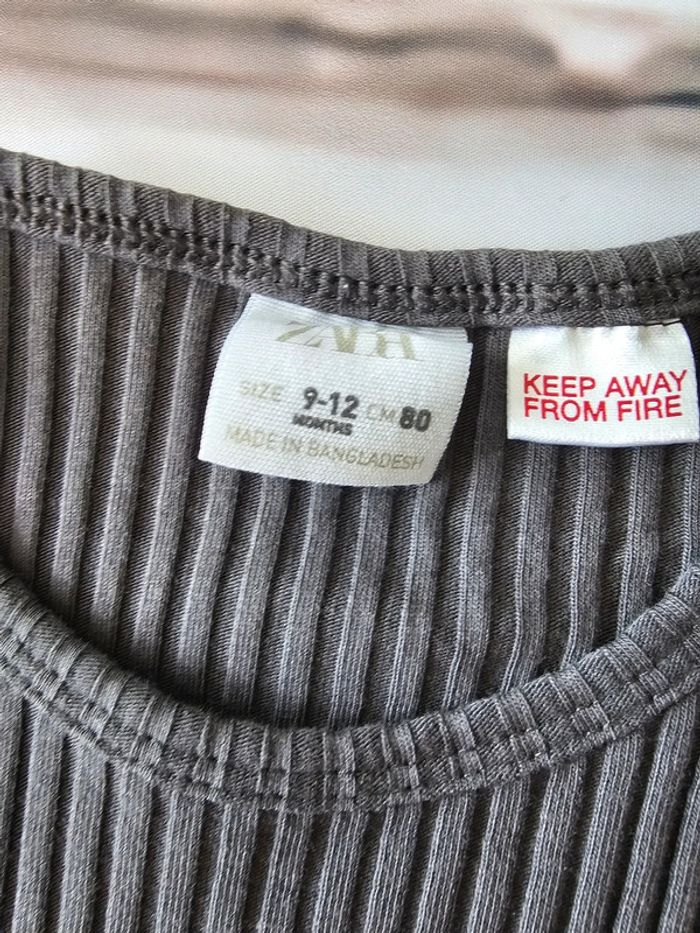 ZARA
SIZE 9-12 CM 80
MONTHS
MADE IN BANGLADESH
KEEP AWAY
FROM FIRE